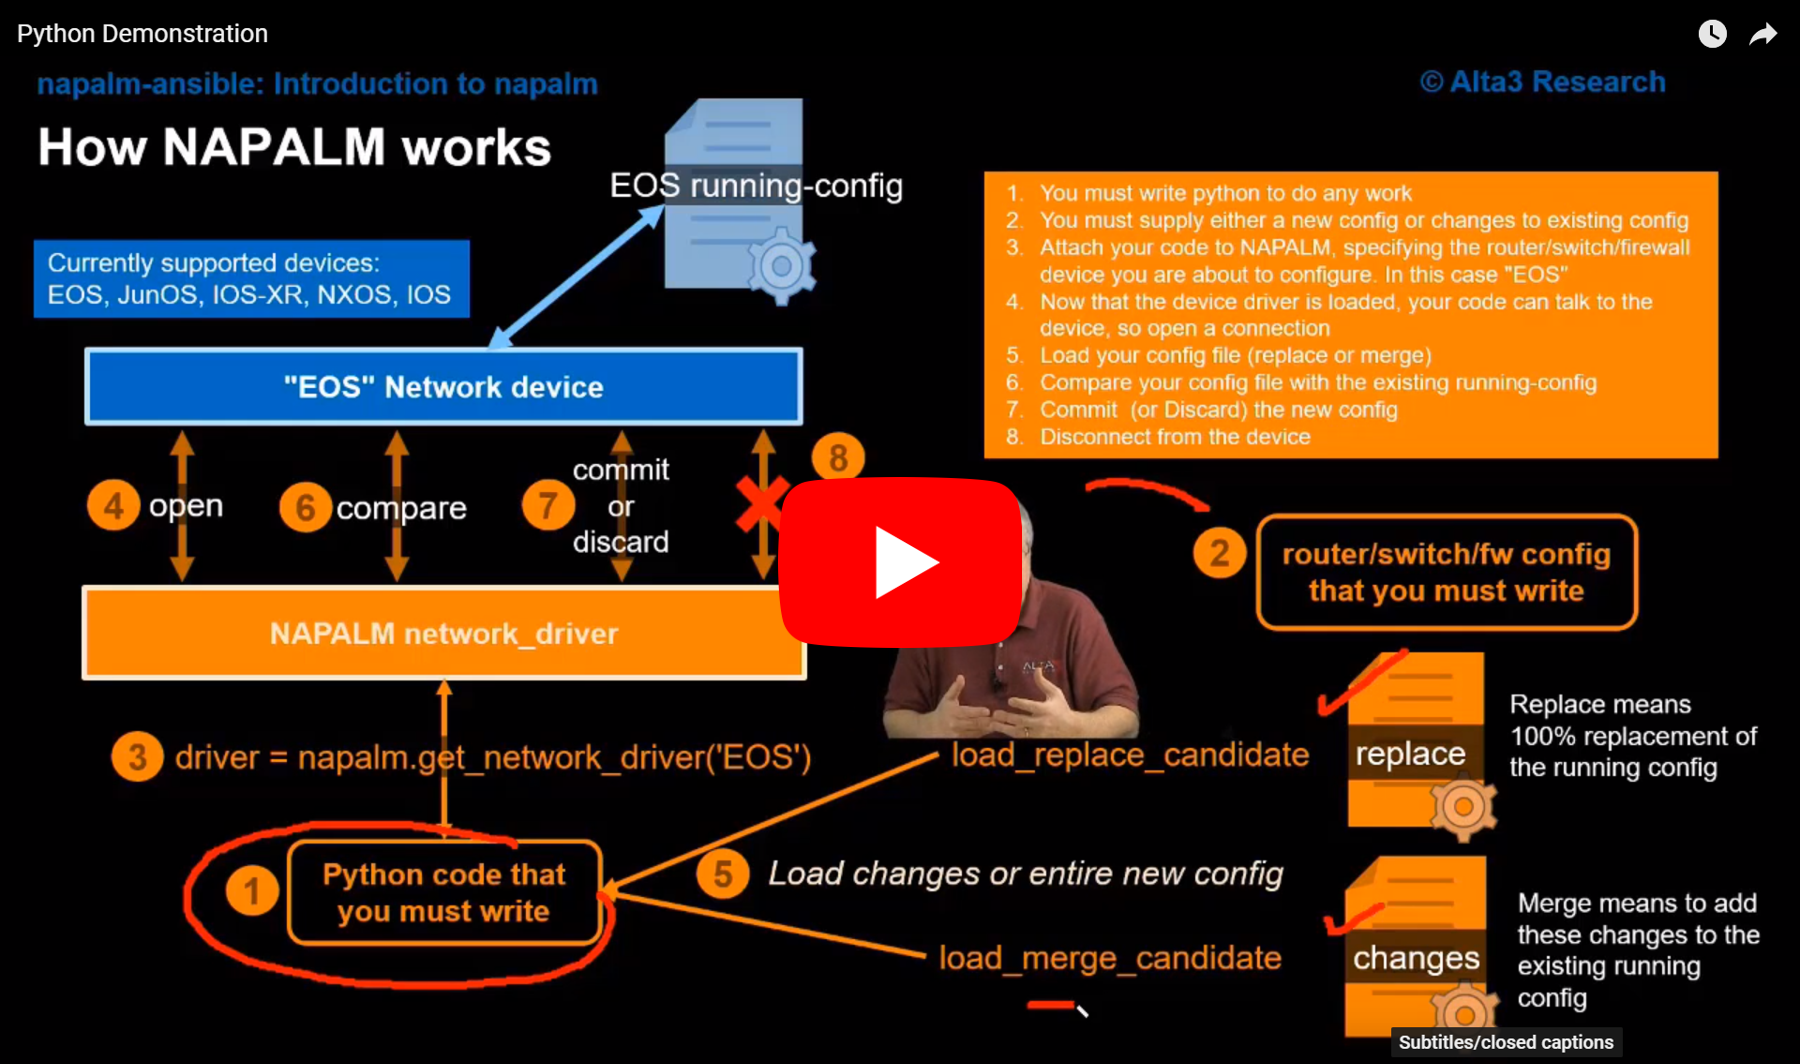 Python Demonstration
napalm-ansible: Introduction to napalm
© Alta3 Research
How NAPALM works
EOS running-config
Currently supported devices:
EOS, JunOS, IOS-XR, NXOS, IOS
1. You must write python to do any work
2. You must supply either a new config or changes to existing config
3. Attach your code to NAPALM, specifying the router/switch/firewall
device you are about to configure. In this case "EOS"
4. Now that the device driver is loaded, your code can talk to the
device, so open a connection
5. Load your config file (replace or merge)
6. Compare your config file with the existing running-config
7. Commit (or Discard) the new config
8. Disconnect from the device
"EOS" Network device
4 open
6 compare
7
commit
or
discard
8
2
router/switch/fw config
that you must write
NAPALM network_driver
ALTA3
3 driver = napalm.get_network_driver('EOS')
load_replace_candidate
replace
Replace means
100% replacement of
the running config
1
Python code that
you must write
5 Load changes or entire new config
load_merge_candidate
changes
Merge means to add
these changes to the
existing running
config
Subtitles/closed captions